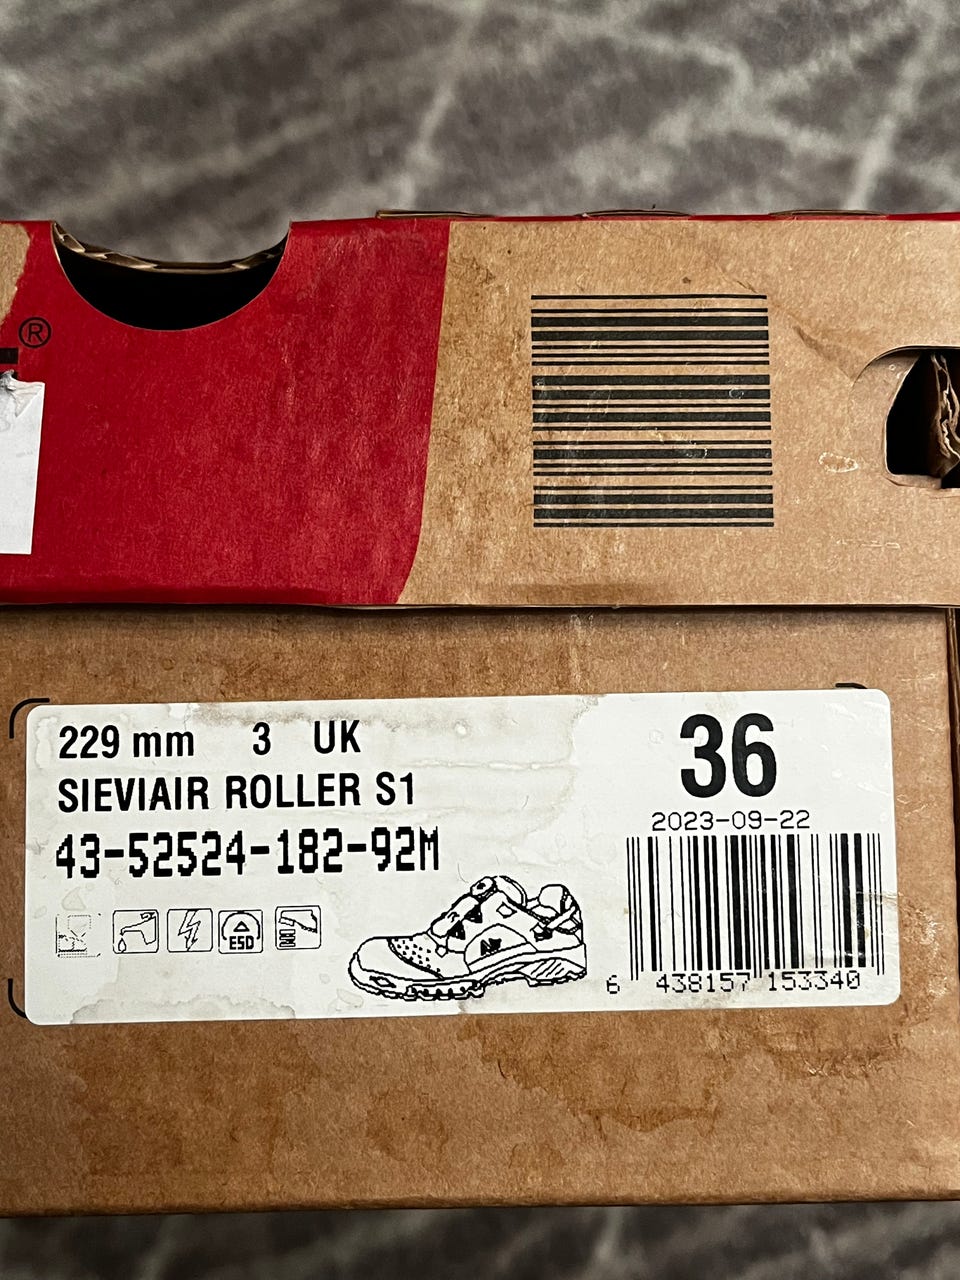 ®
229 mm 3 UK
SIEVIAIR ROLLER S1
43-52524-182-92M
36
2023-09-22
ESD
6 438157 153340